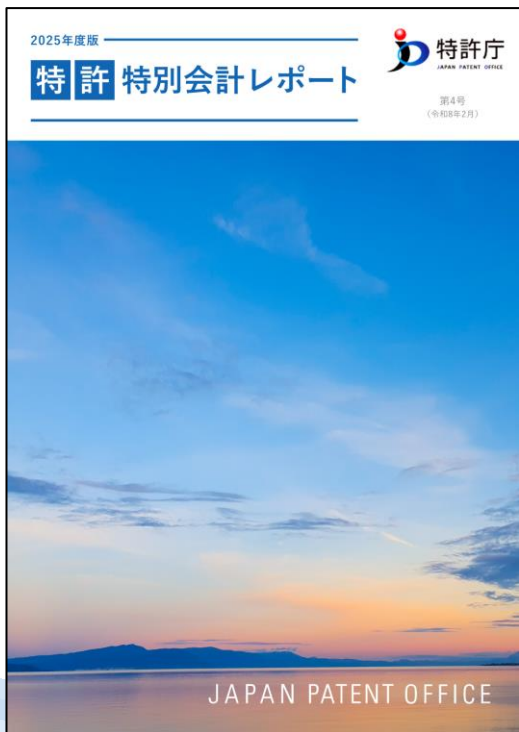 2025年度版
特許特別会計レポート
特許庁
JAPAN PATENT OFFICE
第4号
（令和8年2月）
JAPAN PATENT OFFICE